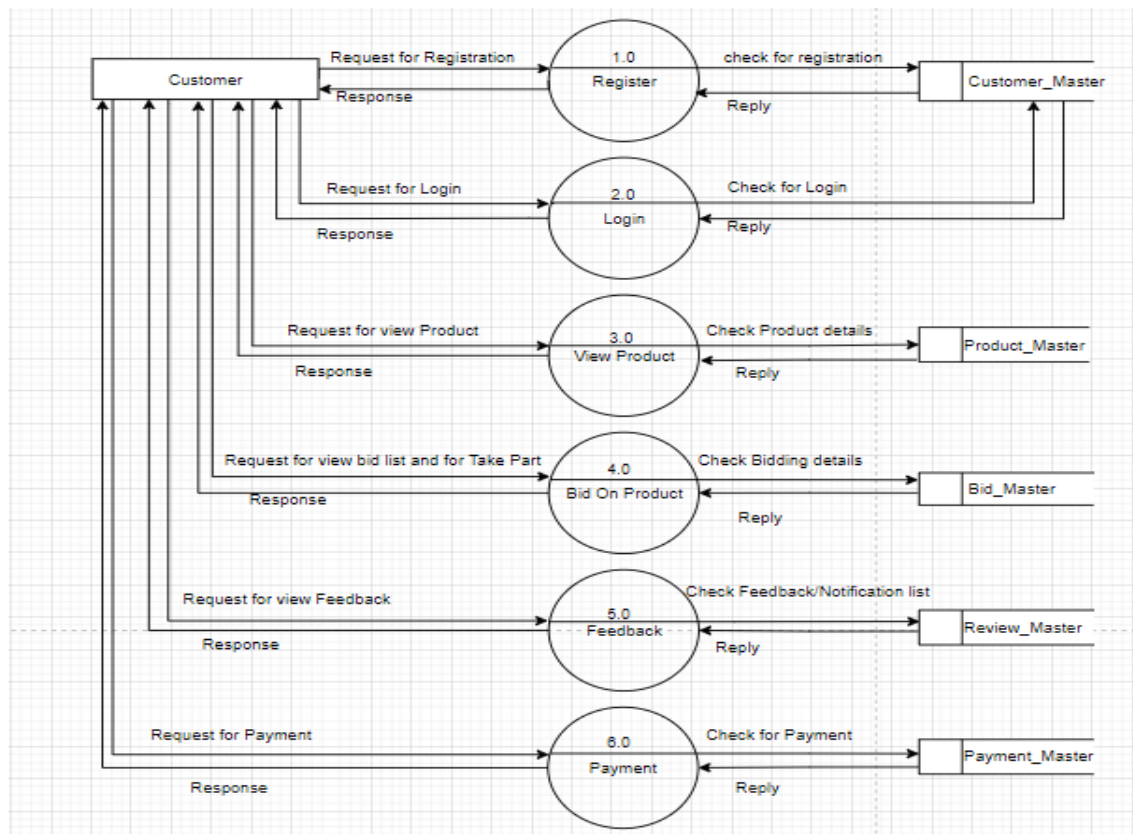 1.0
Request for Registration
check for registration
Customer
Register
Customer_Master
Response
Reply
Request for Login
2.0
Check for Login
Login
Response
Reply
Request for view Product
3.0
Check Product details
View Product
Product_Master
Response
Reply
Request for view bid list and for Take Part
4.0
Check Bidding details
Bid On Product
Bid_Master
Response
Reply
Request for view Feedback
5.0
Check Feedback/Notification list
Feedback
Review_Master
Response
Reply
Request for Payment
6.0
Check for Payment
Payment
Payment_Master
Response
Reply